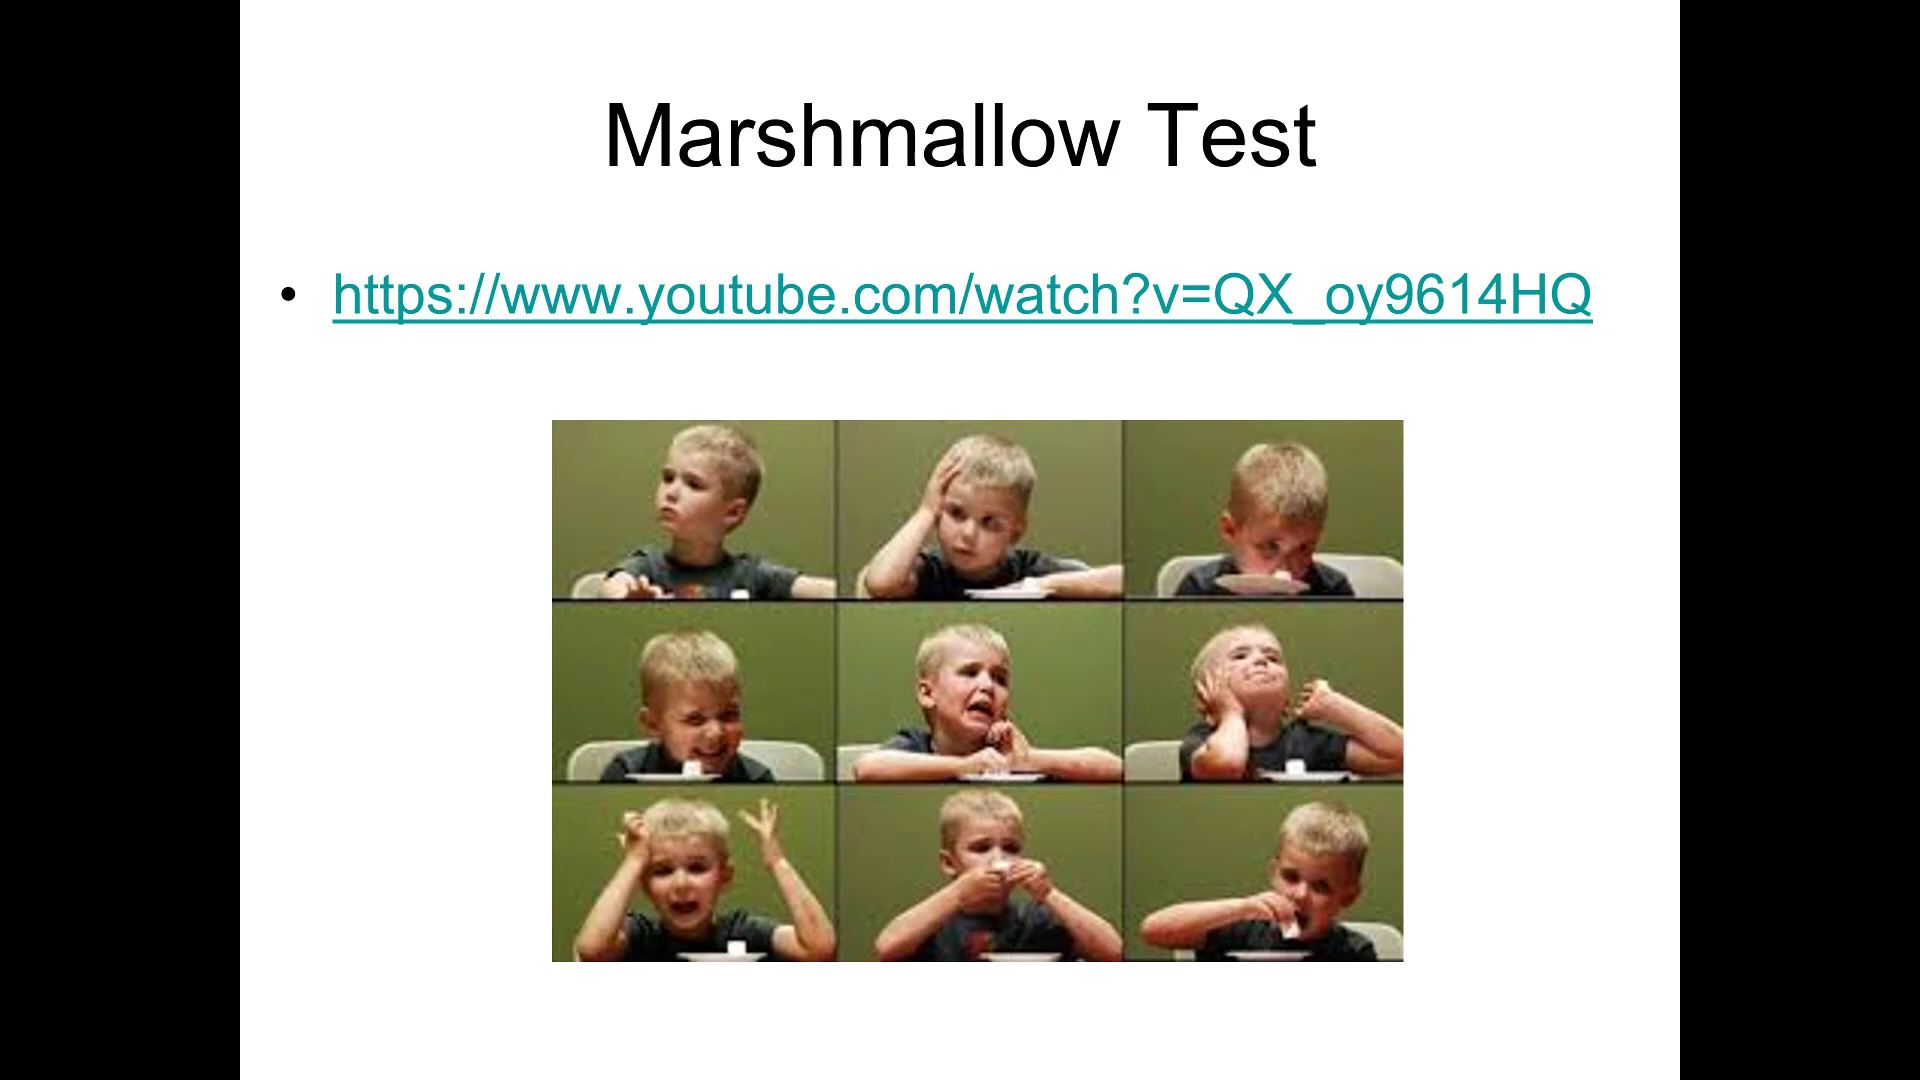 Marshmallow Test
• https://www.youtube.com/watch?v=QX_oy9614HQ